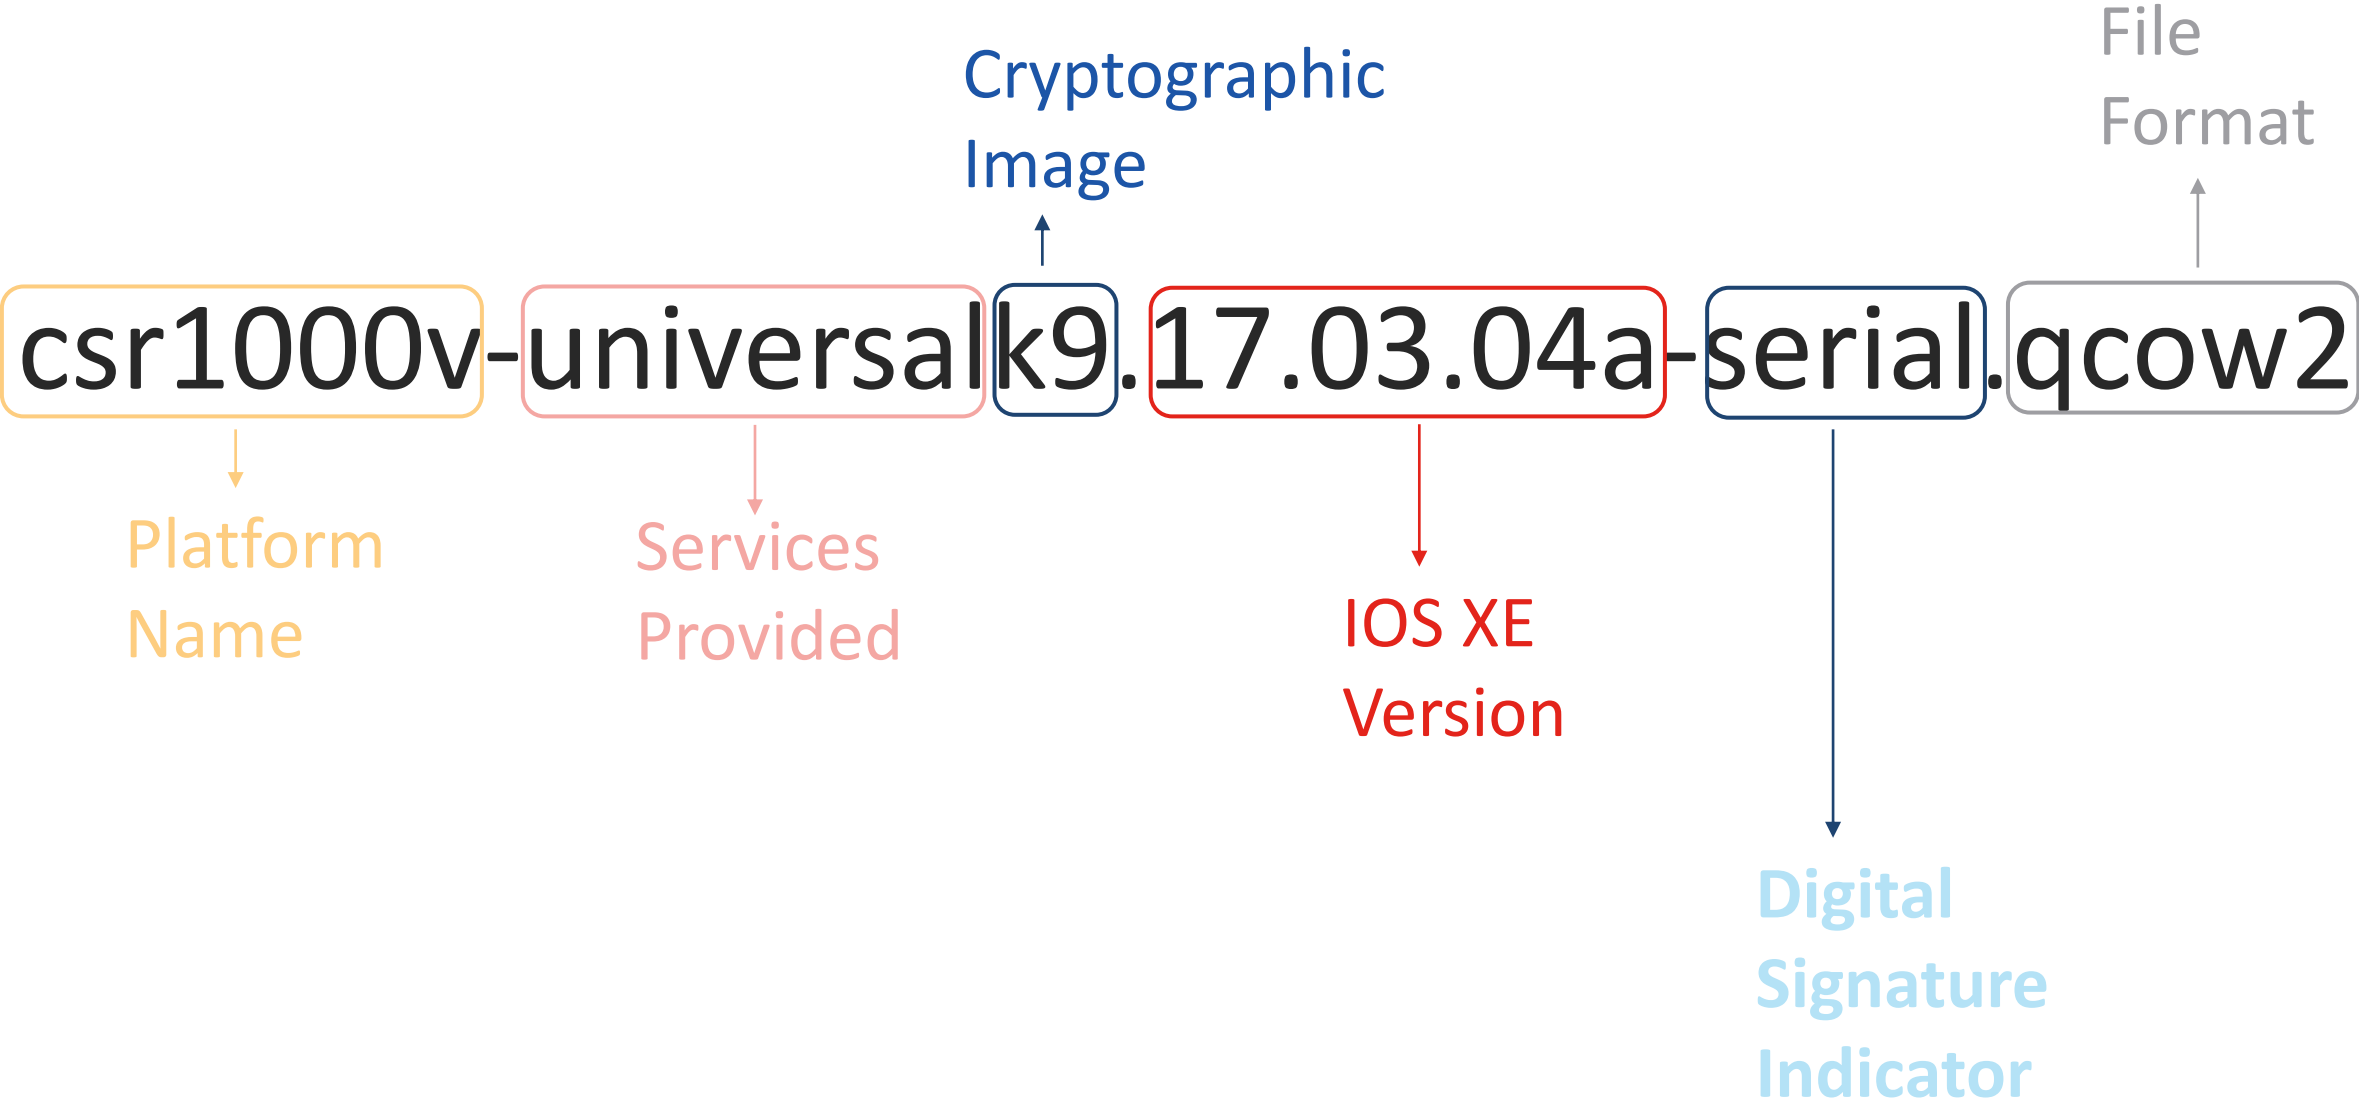 File
Format
Cryptographic
Image
csr1000v-universalk9.17.03.04a-serial.qcow2
Platform
Name
Services
Provided
IOS XE
Version
Digital
Signature
Indicator